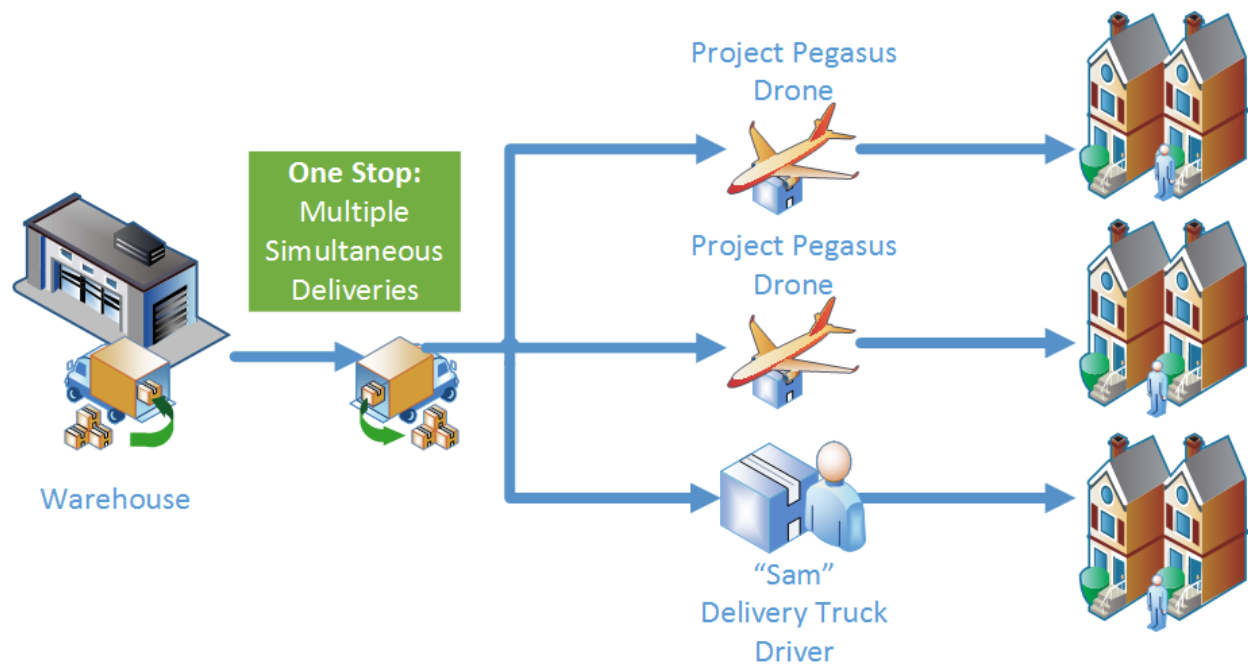 Project Pegasus
Drone
One Stop:
Multiple
Simultaneous
Deliveries
Project Pegasus
Drone
Warehouse
“Sam”
Delivery Truck
Driver